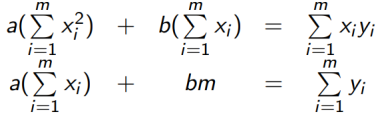 a(∑_{i=1}^{m} x_i^2) + b(∑_{i=1}^{m} x_i) = ∑_{i=1}^{m} x_i y_i
a(∑_{i=1}^{m} x_i) + bm = ∑_{i=1}^{m} y_i